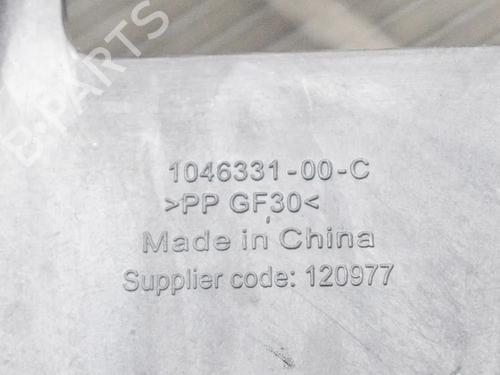 B-PARTS
1046331-00-C
>PP GF30<
Made in China
Supplier code: 120977